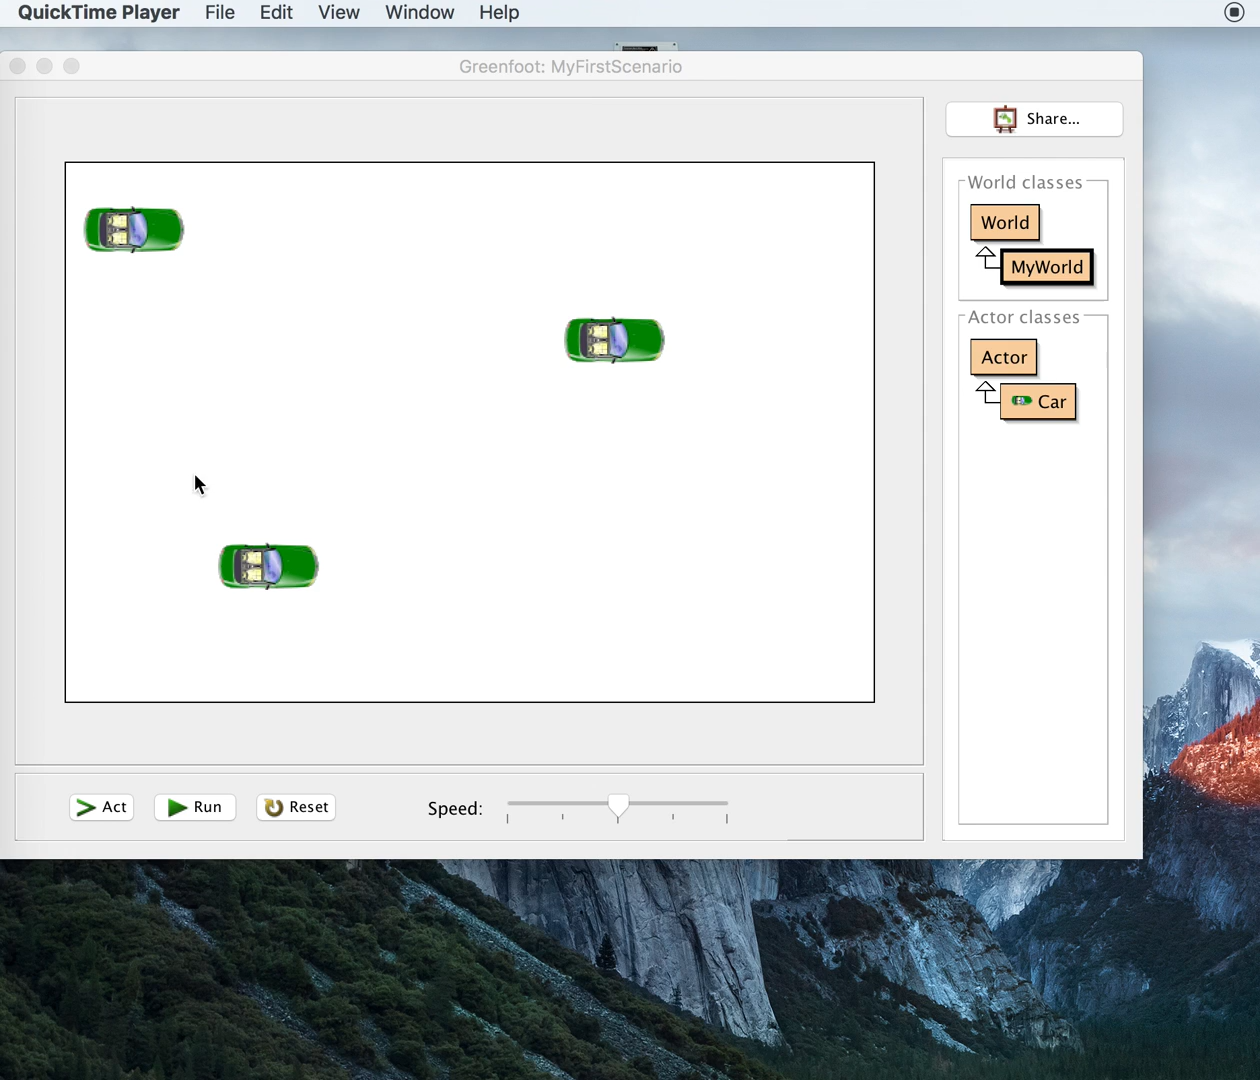 QuickTime Player File Edit View Window Help
Greenfoot: MyFirstScenario
Share...
World classes
World
MyWorld
Actor classes
Actor
Car
Act Run Reset Speed: